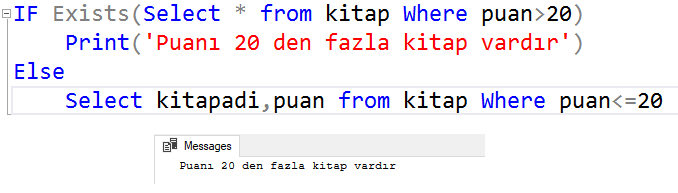 IF Exists(Select * from kitap Where puan>20)
Print('Puanı 20 den fazla kitap vardır')
Else
Select kitapadi,puan from kitap Where puan<=20
Messages
Puanı 20 den fazla kitap vardır